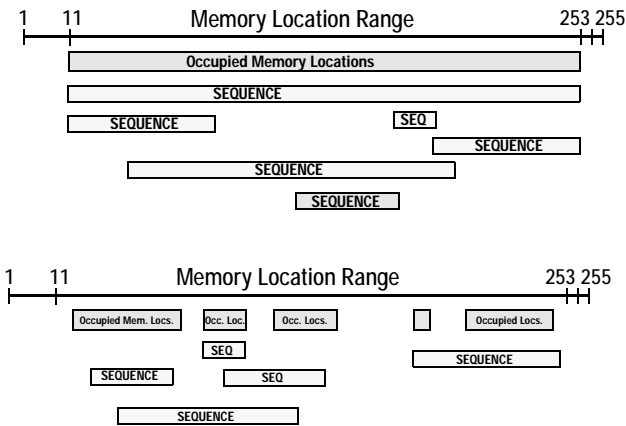 1 11 Memory Location Range 253 255
Occupied Memory Locations
SEQUENCE
SEQUENCE SEQ
SEQUENCE
SEQUENCE
SEQUENCE
1 11 Memory Location Range 253 255
Occupied Mem. Locs. Occ. Loc. Occ. Locs. Occupied Locs.
SEQ
SEQUENCE
SEQUENCE SEQ
SEQUENCE